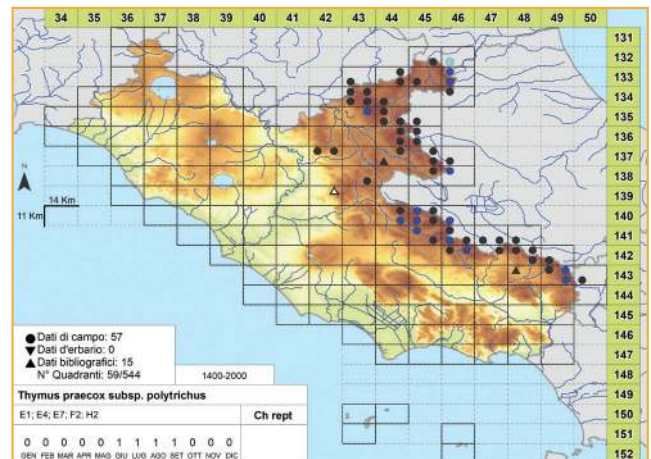 34 35 36 37 38 39 40 41 42 43 44 45 46 47 48 49 50
131
132
133
134
135
136
137
138
139
140
141
142
143
144
145
146
147
148
149
150
151
152
N
14 Km
11 Km
● Dati di campo: 57
▼ Dati d'erbario: 0
▲ Dati bibliografici: 15
N° Quadranti: 59/544
1400-2000
Thymus praecox subsp. polytrichus
E1; E4; E7; F2; H2
Ch rept
0 0 0 0 0 1 1 1 1 0 0 0
GEN FEB MAR APR MAG GIU LUG AGO SET OTT NOV DIC